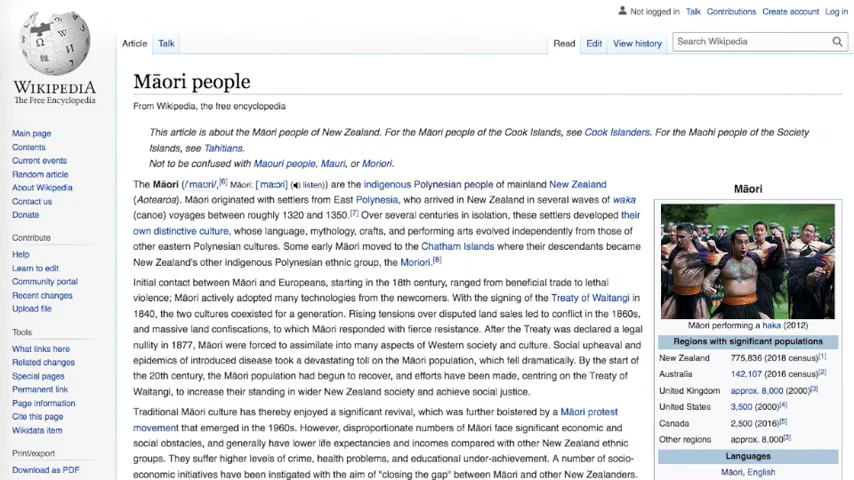 Not logged in Talk Contributions Create account Log in
Article Talk Read Edit View history Search Wikipedia
WIKIPEDIA
The Free Encyclopedia
Main page
Contents
Current events
Random article
About Wikipedia
Contact us
Donate
Contribute
Help
Learn to edit
Community portal
Recent changes
Upload file
Tools
What links here
Related changes
Special pages
Permanent link
Page information
Cite this page
Wikidata item
Print/export
Download as PDF
Māori people
From Wikipedia, the free encyclopedia
This article is about the Māori people of New Zealand. For the Māori people of the Cook Islands, see Cook Islanders. For the Maohi people of the Society
Islands, see Tahitians.
Not to be confused with Maouri people, Mauri, or Moriori.
The Māori (/ˈmaʊri/,[6] Māori: [ˈmaːɔɾi] (listen)) are the indigenous Polynesian people of mainland New Zealand
(Aotearoa). Māori originated with settlers from East Polynesia, who arrived in New Zealand in several waves of waka
(canoe) voyages between roughly 1320 and 1350.[7] Over several centuries in isolation, these settlers developed their
own distinctive culture, whose language, mythology, crafts, and performing arts evolved independently from those of
other eastern Polynesian cultures. Some early Māori moved to the Chatham Islands where their descendants became
New Zealand's other indigenous Polynesian ethnic group, the Moriori.[8]
Initial contact between Māori and Europeans, starting in the 18th century, ranged from beneficial trade to lethal
violence; Māori actively adopted many technologies from the newcomers. With the signing of the Treaty of Waitangi in
1840, the two cultures coexisted for a generation. Rising tensions over disputed land sales led to conflict in the 1860s,
and massive land confiscations, to which Māori responded with fierce resistance. After the Treaty was declared a legal
nullity in 1877, Māori were forced to assimilate into many aspects of Western society and culture. Social upheaval and
epidemics of introduced disease took a devastating toll on the Māori population, which fell dramatically. By the start of
the 20th century, the Māori population had begun to recover, and efforts have been made, centring on the Treaty of
Waitangi, to increase their standing in wider New Zealand society and achieve social justice.
Traditional Māori culture has thereby enjoyed a significant revival, which was further bolstered by a Māori protest
movement that emerged in the 1960s. However, disproportionate numbers of Māori face significant economic and
social obstacles, and generally have lower life expectancies and incomes compared with other New Zealand ethnic
groups. They suffer higher levels of crime, health problems, and educational under-achievement. A number of socio-
economic initiatives have been instigated with the aim of "closing the gap" between Māori and other New Zealanders.
Māori
Māori performing a haka (2012)
Regions with significant populations
New Zealand 775,836 (2018 census)[1]
Australia 142,107 (2016 census)[2]
United Kingdom approx. 8,000 (2000)[3]
United States 3,500 (2000)[4]
Canada 2,500 (2016)[5]
Other regions approx. 8,000[3]
Languages
Māori, English